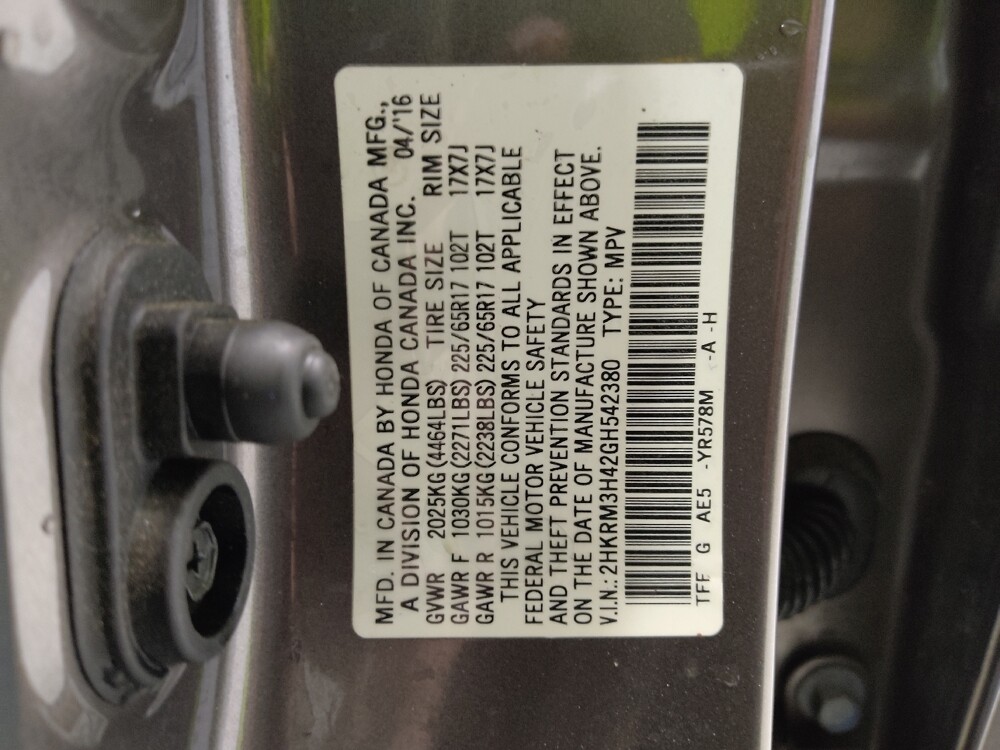 MFD. IN CANADA BY HONDA OF CANADA MFG.,
A DIVISION OF HONDA CANADA INC. 04/'16
GVWR 2025KG(4464LBS) TIRE SIZE RIM SIZE
GAWR F 1030KG(2271LBS) 225/65R17 102T 17X7J
GAWR R 1015KG(2238LBS) 225/65R17 102T 17X7J
THIS VEHICLE CONFORMS TO ALL APPLICABLE
FEDERAL MOTOR VEHICLE SAFETY
AND THEFT PREVENTION STANDARDS IN EFFECT
ON THE DATE OF MANUFACTURE SHOWN ABOVE.
V.I.N.: 2HKRM3H42GH542380 TYPE: MPV
TFF G AE5 -YR578M -A -H